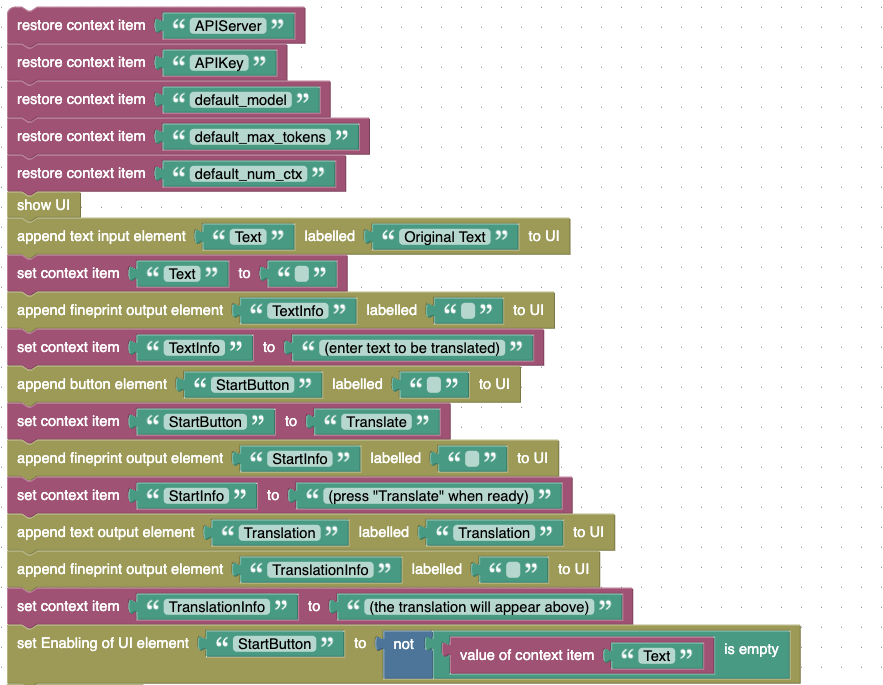 restore context item “ APIServer ”
restore context item “ APIKey ”
restore context item “ default_model ”
restore context item “ default_max_tokens ”
restore context item “ default_num_ctx ”
show UI
append text input element “ Text ” labelled “ Original Text ” to UI
set context item “ Text ” to “ ”
append fineprint output element “ TextInfo ” labelled “ ” to UI
set context item “ TextInfo ” to “ (enter text to be translated) ”
append button element “ StartButton ” labelled “ ” to UI
set context item “ StartButton ” to “ Translate ”
append fineprint output element “ StartInfo ” labelled “ ” to UI
set context item “ StartInfo ” to “ (press "Translate" when ready) ”
append text output element “ Translation ” labelled “ Translation ” to UI
append fineprint output element “ TranslationInfo ” labelled “ ” to UI
set context item “ TranslationInfo ” to “ (the translation will appear above) ”
set Enabling of UI element “ StartButton ” to not value of context item “ Text ” is empty